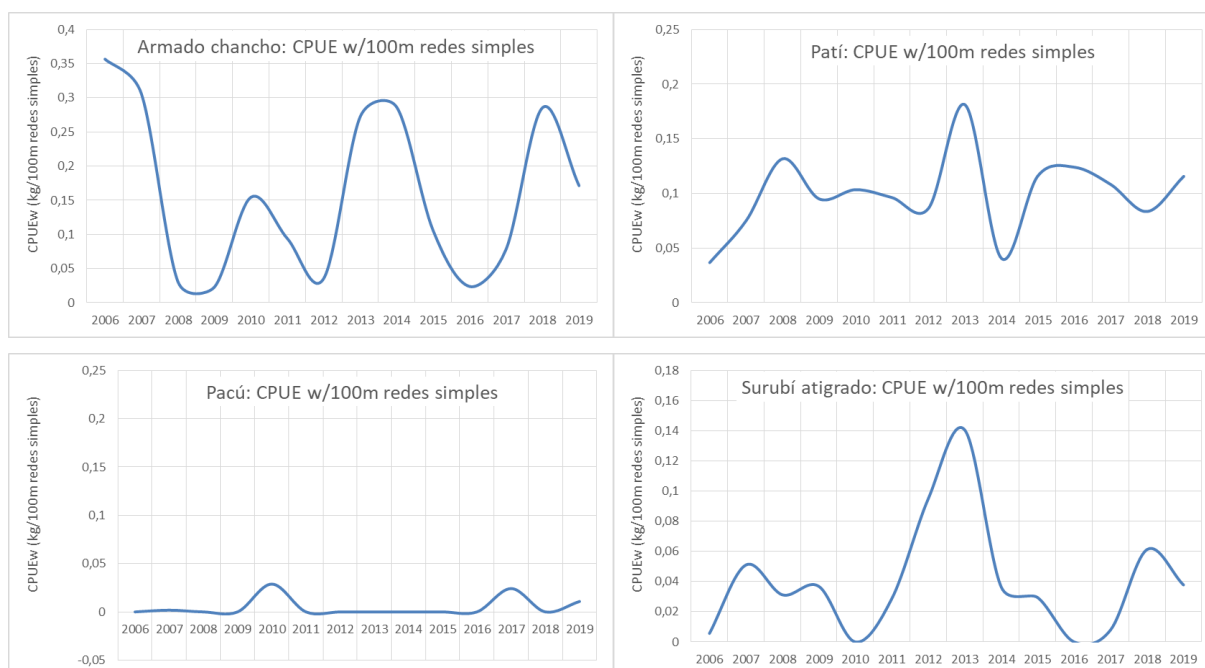 Armado chancho: CPUE w/100m redes simples
CPUEw (kg/100m redes simples)
0,4
0,35
0,3
0,25
0,2
0,15
0,1
0,05
0
2006 2007 2008 2009 2010 2011 2012 2013 2014 2015 2016 2017 2018 2019
Patí: CPUE w/100m redes simples
CPUEw (kg/100m redes simples)
0,25
0,2
0,15
0,1
0,05
0
2006 2007 2008 2009 2010 2011 2012 2013 2014 2015 2016 2017 2018 2019
Pacú: CPUE w/100m redes simples
CPUEw (kg/100m redes simples)
0,25
0,2
0,15
0,1
0,05
0
-0,05
2006 2007 2008 2009 2010 2011 2012 2013 2014 2015 2016 2017 2018 2019
Surubí atigrado: CPUE w/100m redes simples
CPUEw (kg/100m redes simples)
0,18
0,16
0,14
0,12
0,1
0,08
0,06
0,04
0,02
0
2006 2007 2008 2009 2010 2011 2012 2013 2014 2015 2016 2017 2018 2019